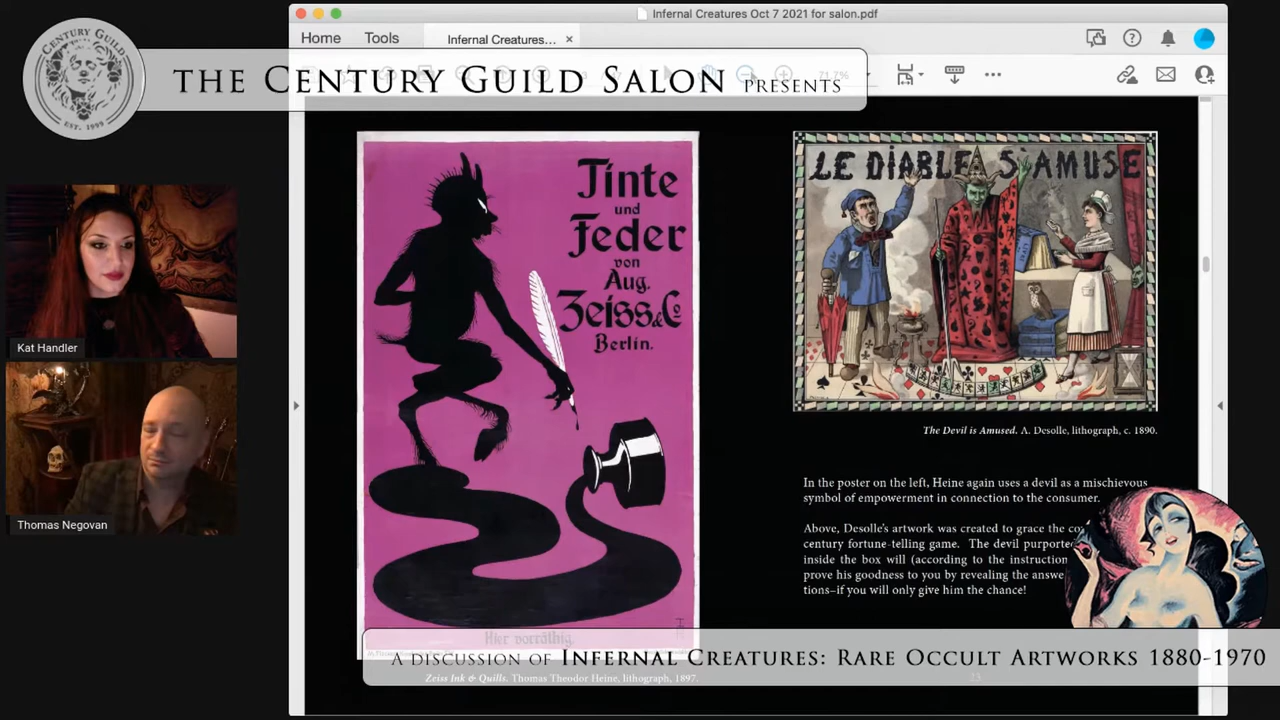 Infernal Creatures Oct 7 2021 for salon.pdf
Home
Tools
Infernal Creatures...
CENTURY GUILD
EST. 1999
THE CENTURY GUILD SALON PRESENTS
71.7%
Kat Handler
Thomas Negovan
Tinte
und
Feder
von
Aug.
Zeiss & Co
Berlin.
Hier vorräthig.
Zeiss Ink & Quills. Thomas Theodor Heine, lithograph, 1897.
LE DIABLE S'AMUSE
The Devil is Amused. A. Desolle, lithograph, c. 1890.
In the poster on the left, Heine again uses a devil as a mischievous
symbol of empowerment in connection to the consumer.
Above, Desolle's artwork was created to grace the
century fortune-telling game. The devil purported
inside the box will (according to the instruction
prove his goodness to you by revealing the answe
tions–if you will only give him the chance!
A DISCUSSION OF INFERNAL CREATURES: RARE OCCULT ARTWORKS 1880-1970
23